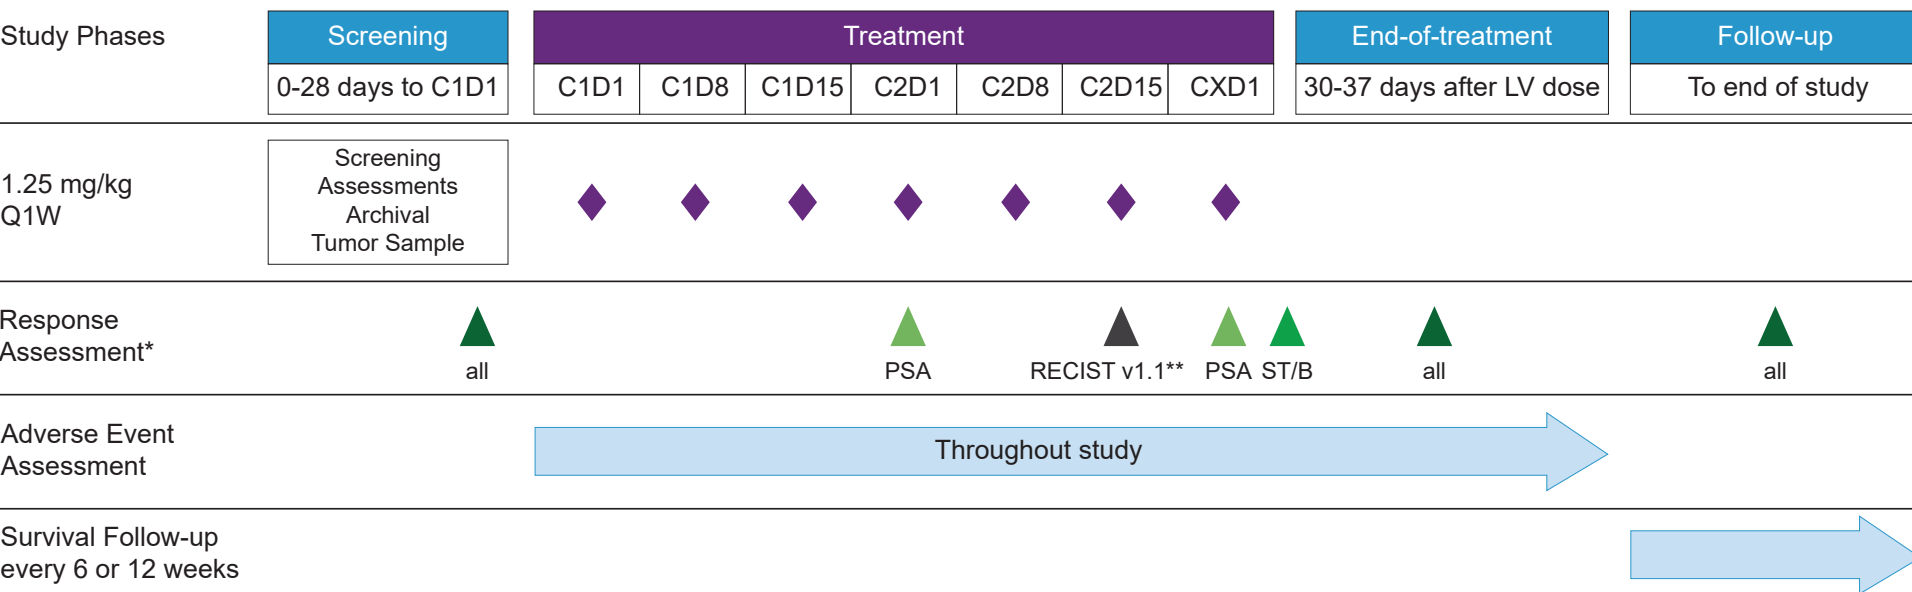 Study Phases
Screening
Treatment
End-of-treatment
Follow-up
0-28 days to C1D1
C1D1
C1D8
C1D15
C2D1
C2D8
C2D15
CXD1
30-37 days after LV dose
To end of study
1.25 mg/kg
Q1W
Screening
Assessments
Archival
Tumor Sample
Response
Assessment*
all
PSA
RECIST v1.1**
PSA
ST/B
all
all
Adverse Event
Assessment
Throughout study
Survival Follow-up
every 6 or 12 weeks